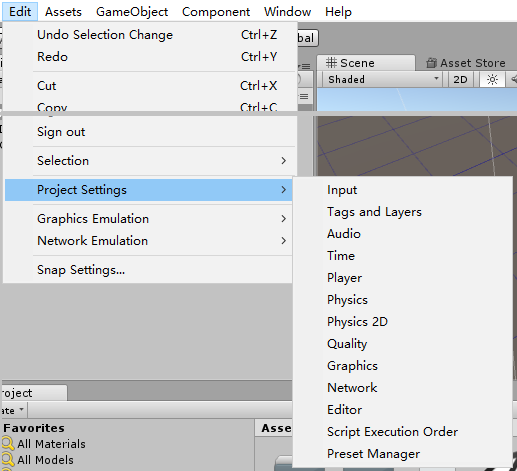 Edit Assets GameObject Component Window Help
Undo Selection Change Ctrl+Z
Redo Ctrl+Y
Cut Ctrl+X
Copy Ctrl+C
bal
Scene Asset Store
Shaded 2D
Sign out
Selection
Project Settings
Graphics Emulation
Network Emulation
Snap Settings...
Input
Tags and Layers
Audio
Time
Player
Physics
Physics 2D
Quality
Graphics
Network
Editor
Script Execution Order
Preset Manager
roject
ate
Favorites
All Materials
All Models
Asse